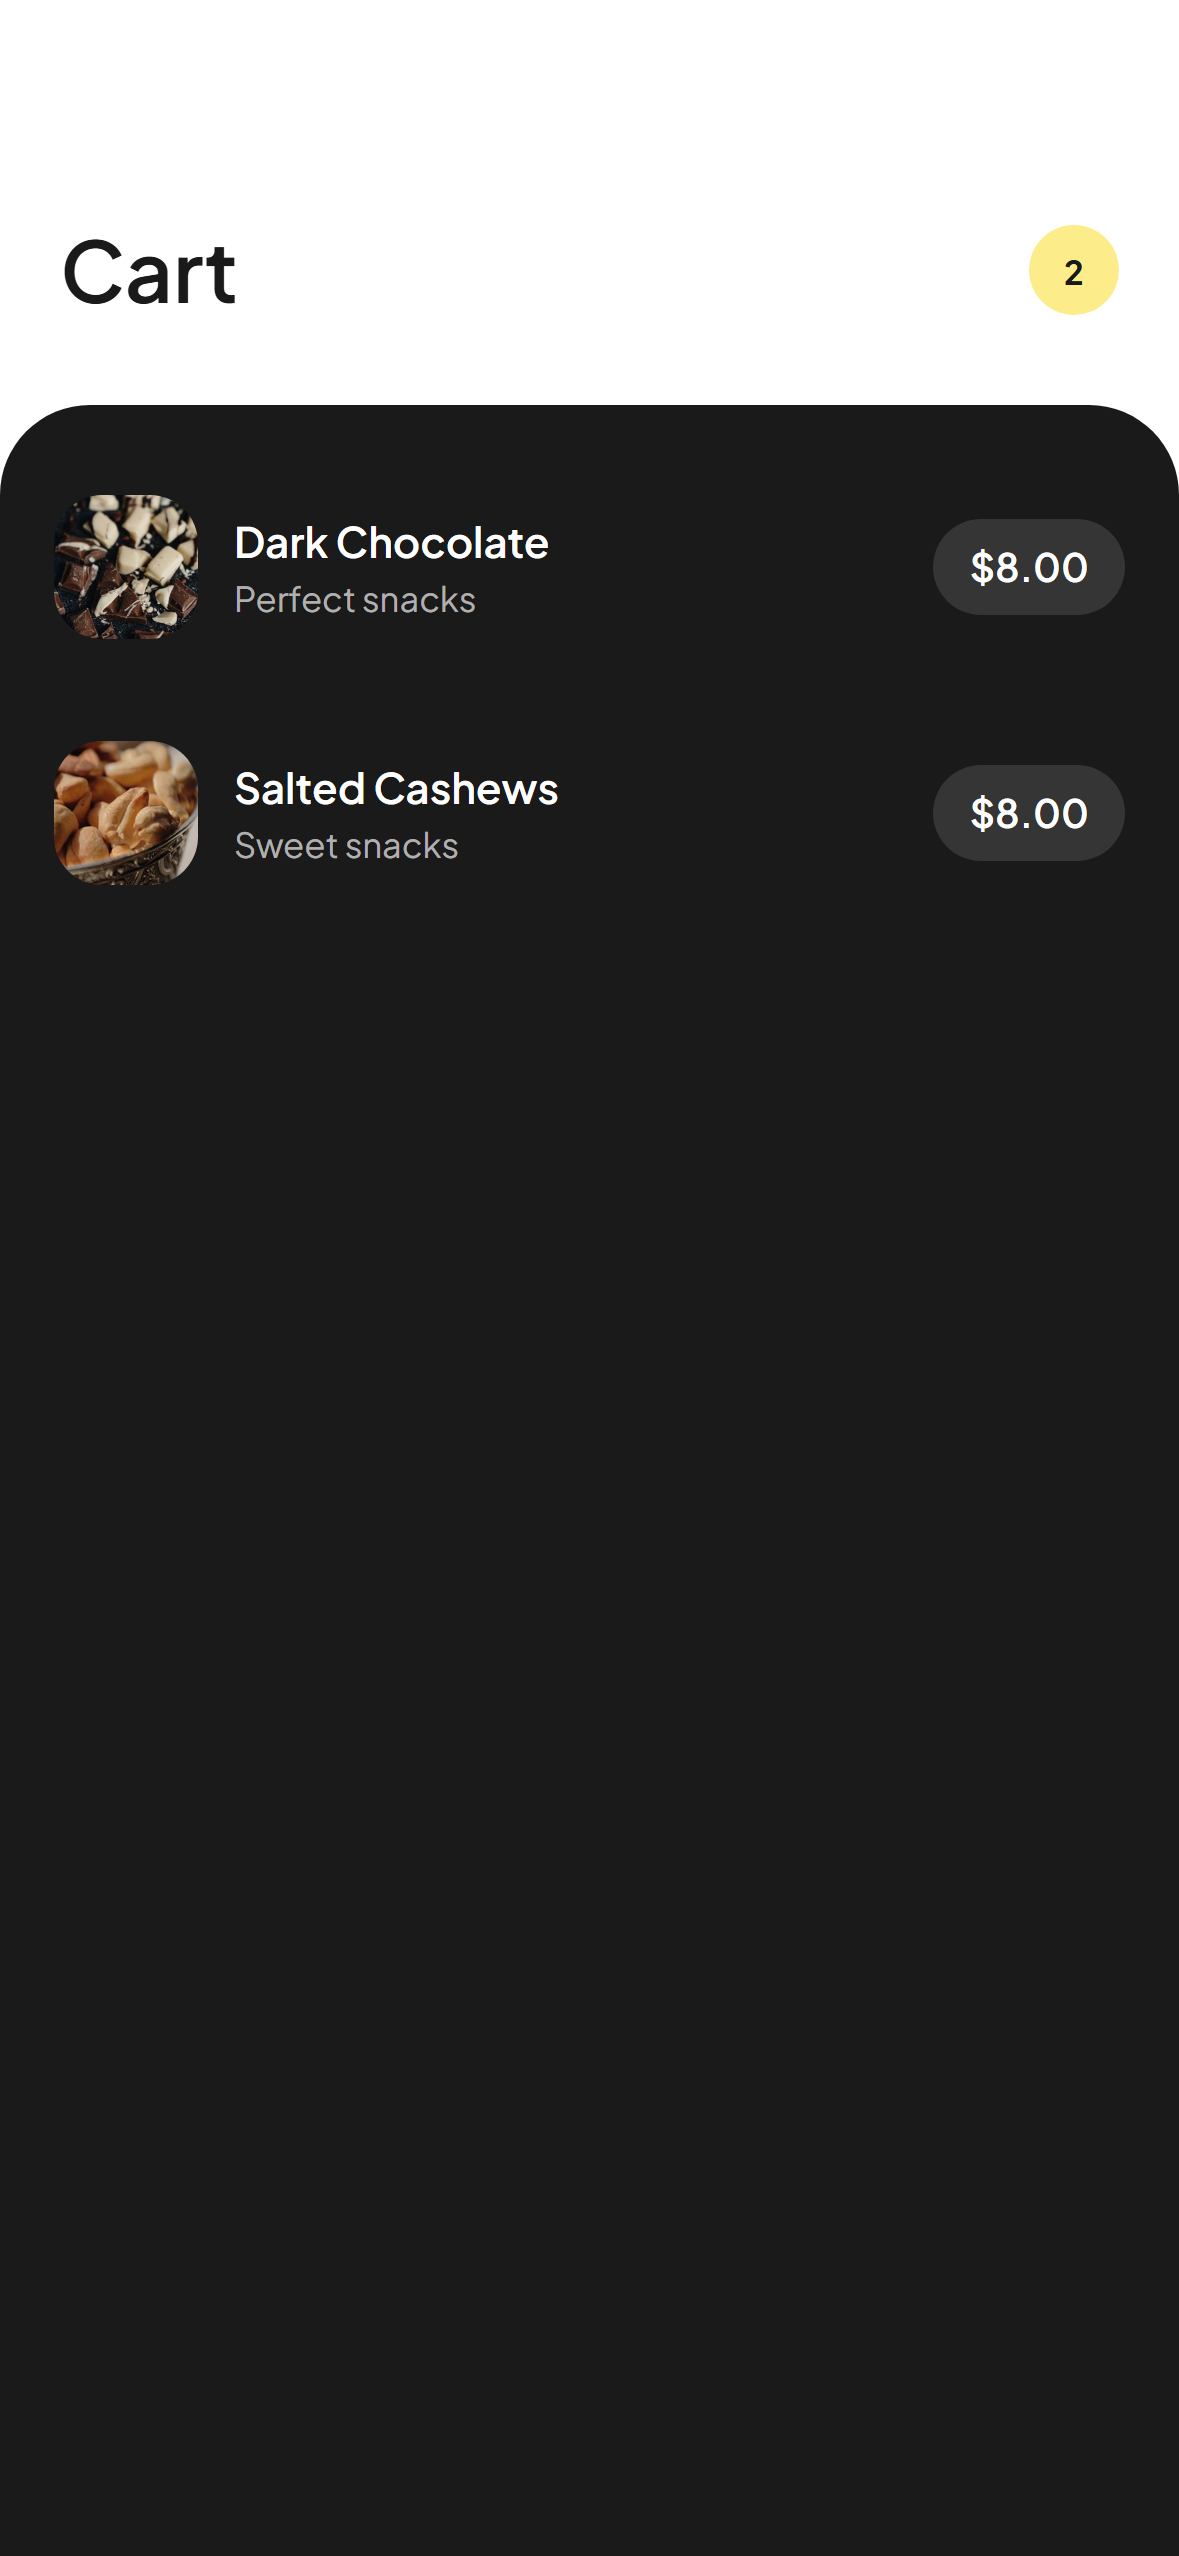 Cart
2
Dark Chocolate
Perfect snacks
$8.00
Salted Cashews
Sweet snacks
$8.00